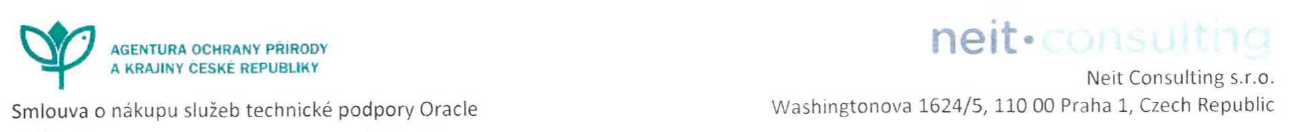 AGENTURA OCHRANY PŘÍRODY
A KRAJINY ČESKÉ REPUBLIKY
Smlouva o nákupu služeb technické podpory Oracle
neit•consulting
Neit Consulting s.r.o.
Washingtonova 1624/5, 110 00 Praha 1, Czech Republic